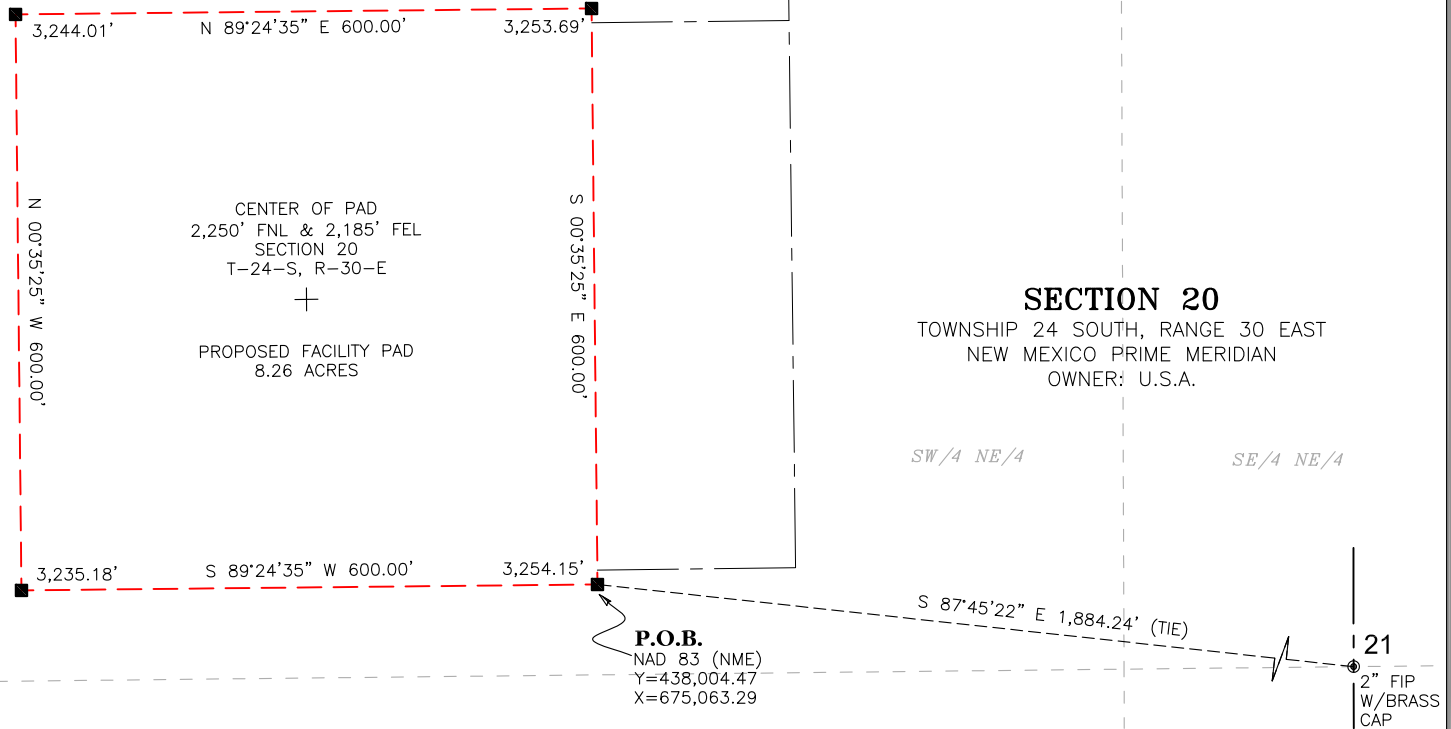 3,244.01'
N 89°24'35" E 600.00'
3,253.69'
N 00°35'25" W 600.00'
CENTER OF PAD
2,250' FNL & 2,185' FEL
SECTION 20
T-24-S, R-30-E
PROPOSED FACILITY PAD
8.26 ACRES
S 00°35'25" E 600.00'
SECTION 20
TOWNSHIP 24 SOUTH, RANGE 30 EAST
NEW MEXICO PRIME MERIDIAN
OWNER: U.S.A.
SW/4 NE/4
SE/4 NE/4
3,235.18'
S 89°24'35" W 600.00'
3,254.15'
S 87°45'22" E 1,884.24' (TIE)
P.O.B.
NAD 83 (NME)
Y=438,004.47
X=675,063.29
21
2" FIP
W/BRASS
CAP